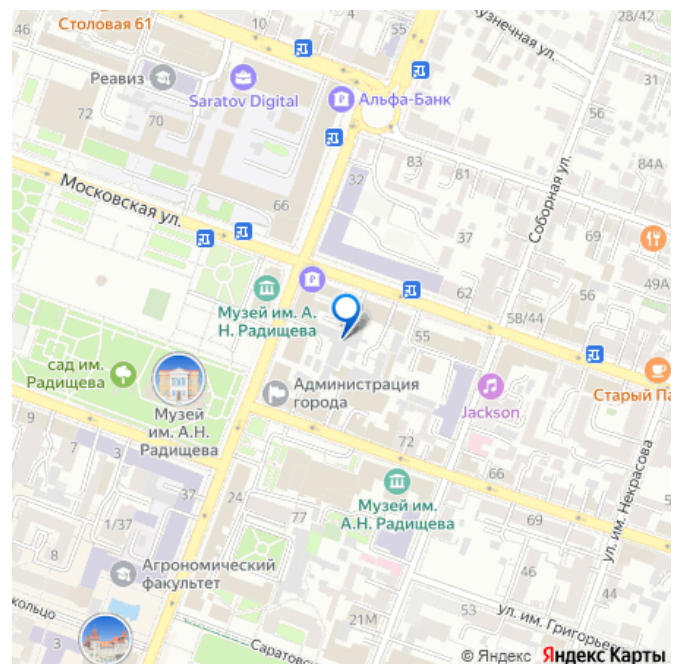 46
Столовая 61
10
4
55
Кузнечная ул.
28/42
Реавиз
Saratov Digital
Альфа-Банк
31
72
70
56
83
81
84А
Соборная ул.
32
Московская ул.
66
37
69
49А
62
56
58/44
Музей им. А.
Н. Радищева
55
сад им.
Радищева
Музей
им. А.Н.
Радищева
Администрация
города
Jackson
Старый Па
9
7
3
72
66
37
24
Музей им.
А.Н. Радищева
77
69
ул. им. Некрасова
1/37
8
Агрономический
факультет
46
44
кольцо
53
ул. им. Григорье
3
21М
Саратовс
© Яндекс Яндекс Карты